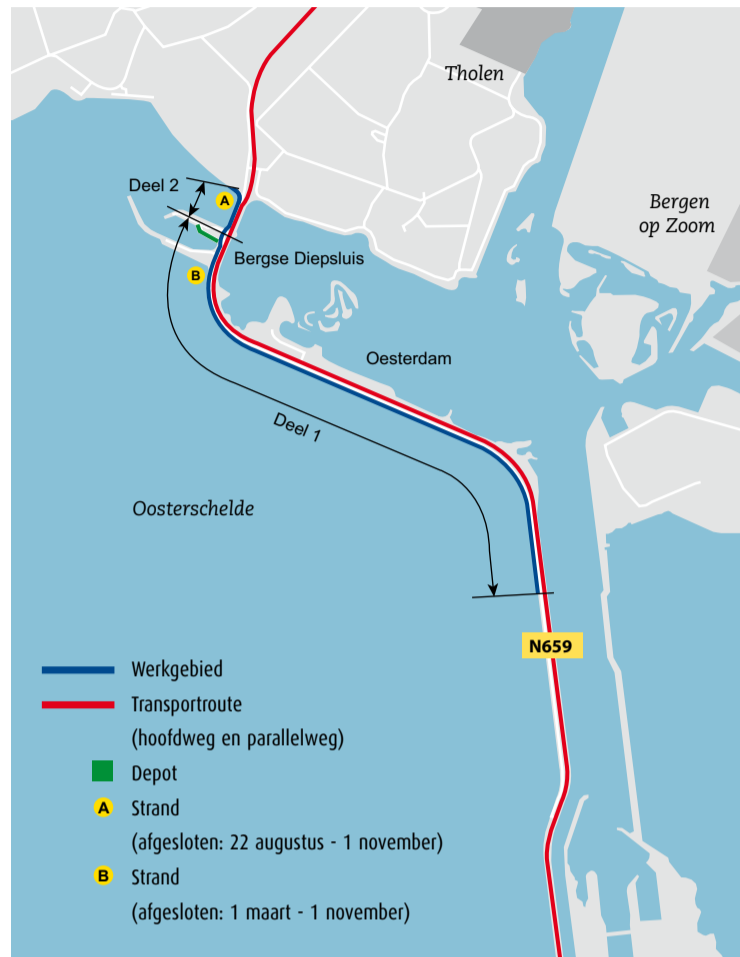 Tholen
Deel 2
A
Bergen
op Zoom
Bergse Diepsluis
B
Oesterdam
Deel 1
Oosterschelde
N659
Werkgebied
Transportroute
(hoofdweg en parallelweg)
Depot
A Strand
(afgesloten: 22 augustus - 1 november)
B Strand
(afgesloten: 1 maart - 1 november)